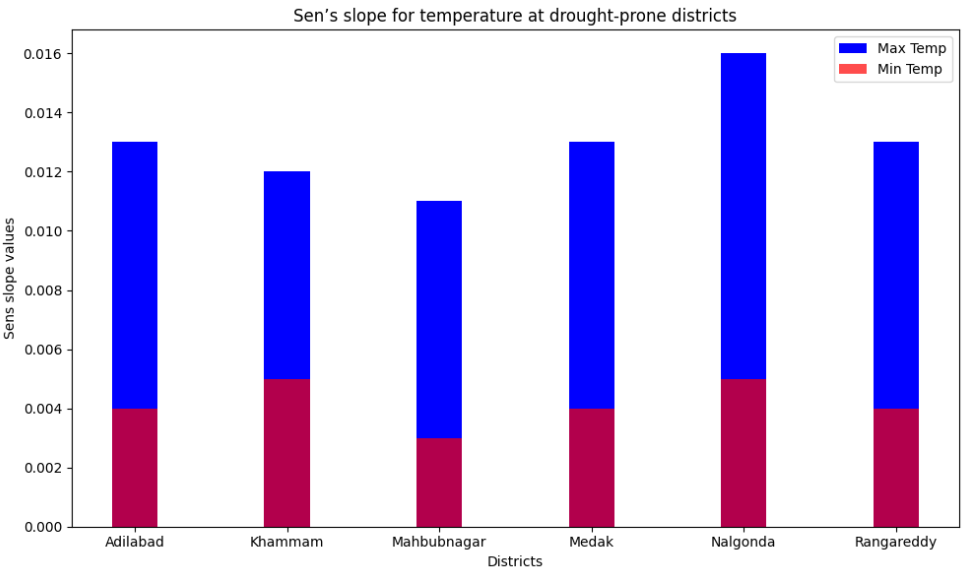 Sen’s slope for temperature at drought-prone districts
Max Temp
Min Temp
Sens slope values
0.016
0.014
0.012
0.010
0.008
0.006
0.004
0.002
0.000
Adilabad Khammam Mahbubnagar Medak Nalgonda Rangareddy
Districts